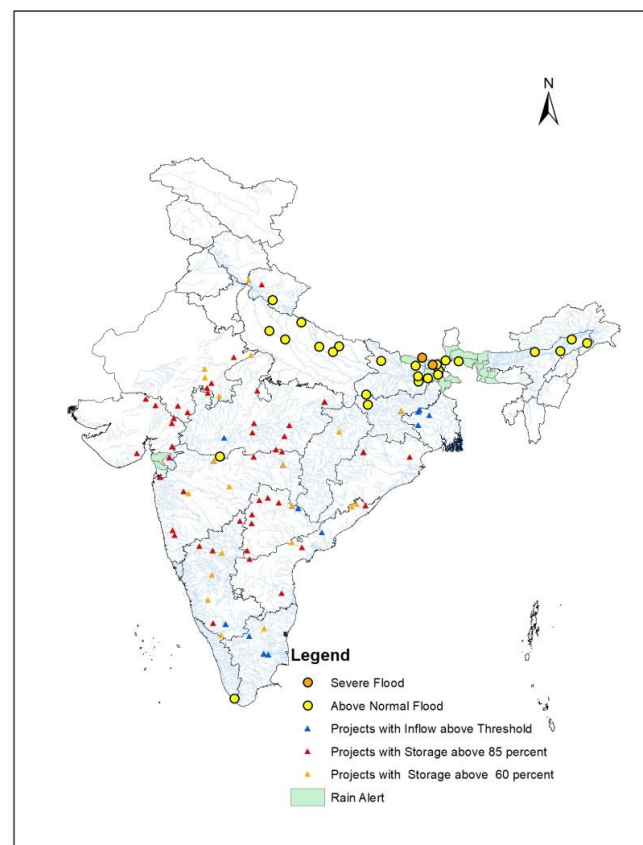 N
Legend
Severe Flood
Above Normal Flood
Projects with Inflow above Threshold
Projects with Storage above 85 percent
Projects with Storage above 60 percent
Rain Alert